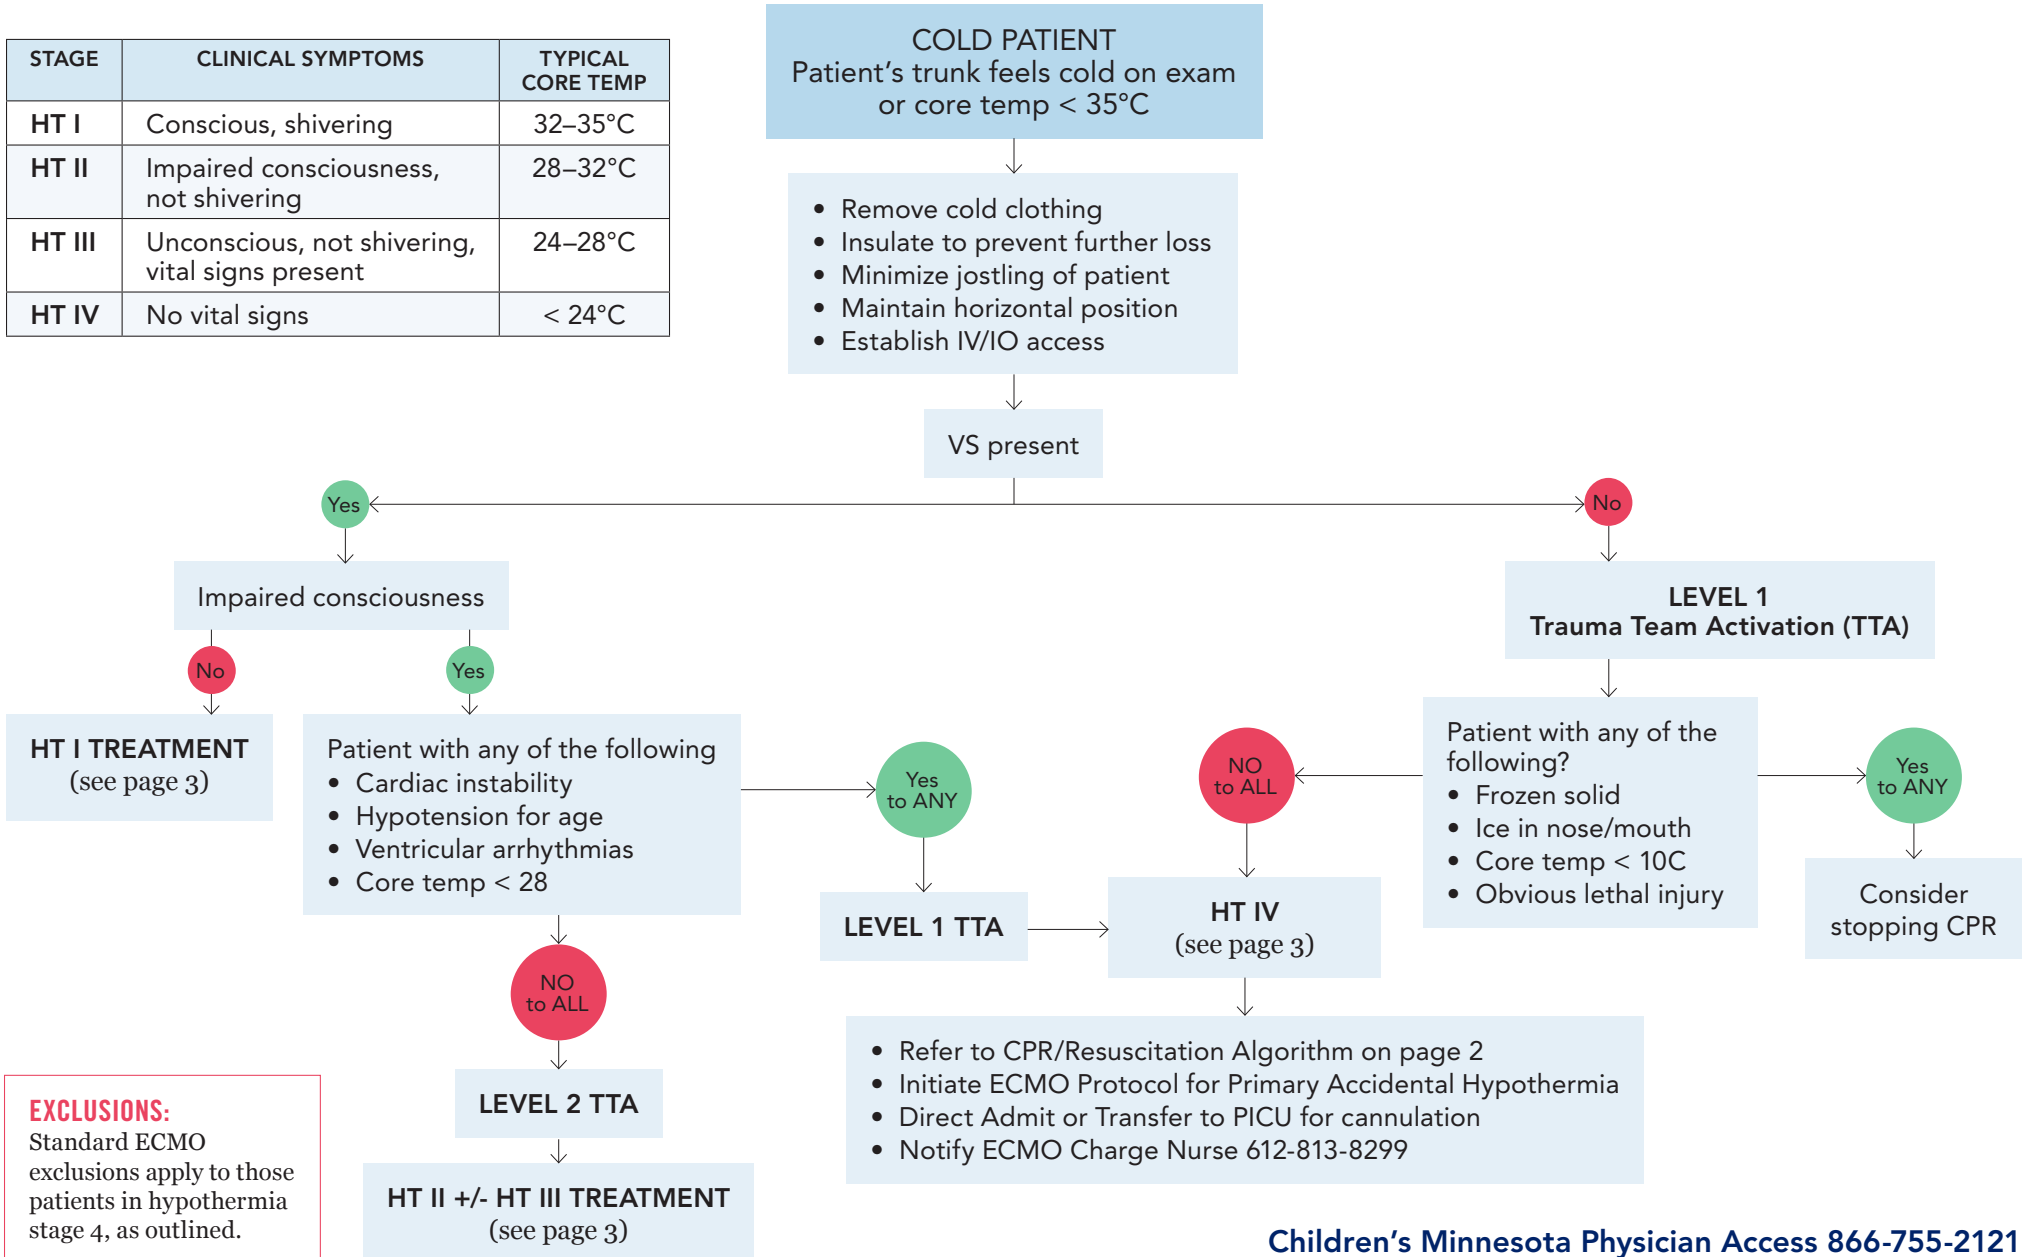 STAGE
CLINICAL SYMPTOMS
TYPICAL
CORE TEMP
HT I
Conscious, shivering
32–35°C
HT II
Impaired consciousness,
not shivering
28–32°C
HT III
Unconscious, not shivering,
vital signs present
24–28°C
HT IV
No vital signs
< 24°C
COLD PATIENT
Patient's trunk feels cold on exam
or core temp < 35°C
• Remove cold clothing
• Insulate to prevent further loss
• Minimize jostling of patient
• Maintain horizontal position
• Establish IV/IO access
VS present
Yes
No
Impaired consciousness
No
Yes
HT I TREATMENT
(see page 3)
Patient with any of the following
• Cardiac instability
• Hypotension for age
• Ventricular arrhythmias
• Core temp < 28
Yes
to ANY
LEVEL 1 TTA
NO
to ALL
LEVEL 2 TTA
HT II +/- HT III TREATMENT
(see page 3)
LEVEL 1
Trauma Team Activation (TTA)
Patient with any of the
following?
• Frozen solid
• Ice in nose/mouth
• Core temp < 10C
• Obvious lethal injury
NO
to ALL
Yes
to ANY
Consider
stopping CPR
HT IV
(see page 3)
• Refer to CPR/Resuscitation Algorithm on page 2
• Initiate ECMO Protocol for Primary Accidental Hypothermia
• Direct Admit or Transfer to PICU for cannulation
• Notify ECMO Charge Nurse 612-813-8299
EXCLUSIONS:
Standard ECMO
exclusions apply to those
patients in hypothermia
stage 4, as outlined.
Children's Minnesota Physician Access 866-755-2121